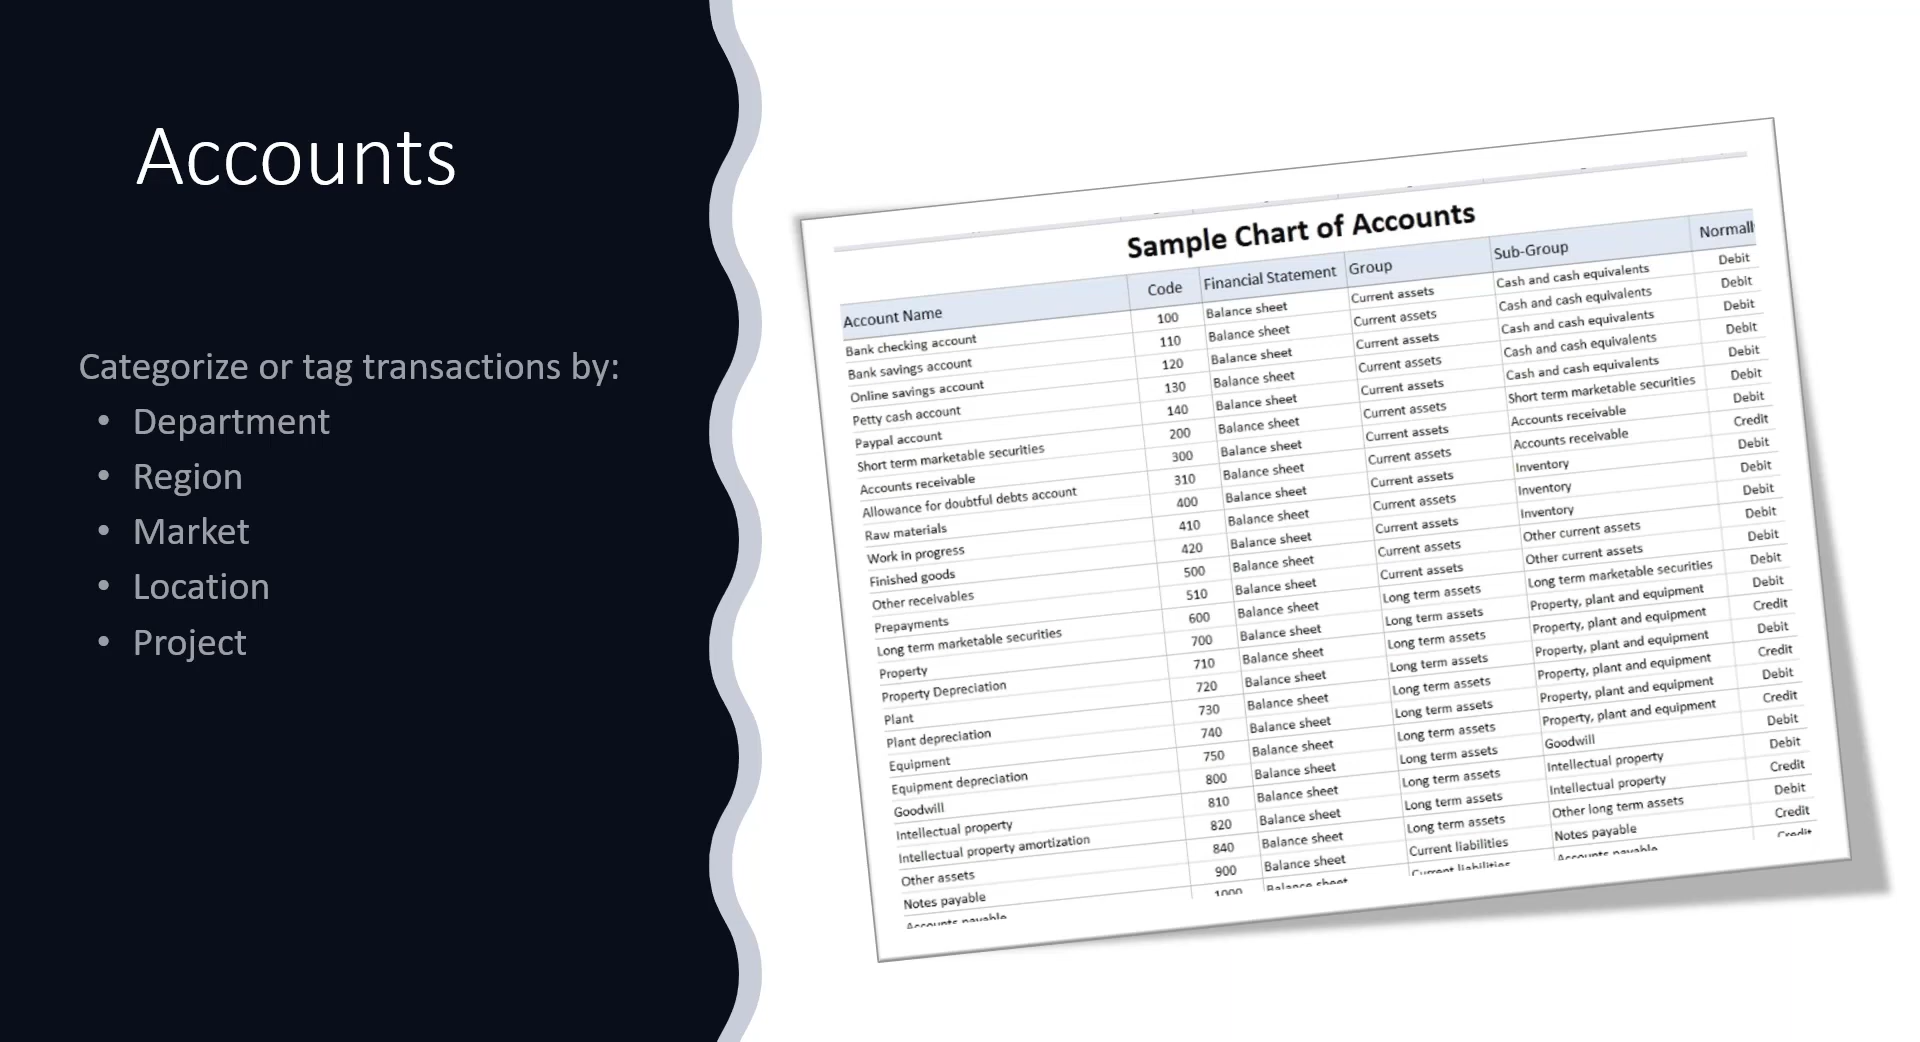 Accounts
Categorize or tag transactions by:
• Department
• Region
• Market
• Location
• Project
Sample Chart of Accounts
Account Name Code Financial Statement Group Sub-Group Normall
Bank checking account 100 Balance sheet Current assets Cash and cash equivalents Debit
Bank savings account 110 Balance sheet Current assets Cash and cash equivalents Debit
Online savings account 120 Balance sheet Current assets Cash and cash equivalents Debit
Petty cash account 130 Balance sheet Current assets Cash and cash equivalents Debit
Paypal account 140 Balance sheet Current assets Cash and cash equivalents Debit
Short term marketable securities 200 Balance sheet Current assets Short term marketable securities Debit
Accounts receivable 300 Balance sheet Current assets Accounts receivable Debit
Allowance for doubtful debts account 310 Balance sheet Current assets Accounts receivable Credit
Raw materials 400 Balance sheet Current assets Inventory Debit
Work in progress 410 Balance sheet Current assets Inventory Debit
Finished goods 420 Balance sheet Current assets Inventory Debit
Other receivables 500 Balance sheet Current assets Other current assets Debit
Prepayments 510 Balance sheet Current assets Other current assets Debit
Long term marketable securities 600 Balance sheet Long term assets Long term marketable securities Debit
Property 700 Balance sheet Long term assets Property, plant and equipment Debit
Property Depreciation 710 Balance sheet Long term assets Property, plant and equipment Credit
Plant 720 Balance sheet Long term assets Property, plant and equipment Debit
Plant depreciation 730 Balance sheet Long term assets Property, plant and equipment Credit
Equipment 740 Balance sheet Long term assets Property, plant and equipment Debit
Equipment depreciation 750 Balance sheet Long term assets Property, plant and equipment Credit
Goodwill 800 Balance sheet Long term assets Goodwill Debit
Intellectual property 810 Balance sheet Long term assets Intellectual property Debit
Intellectual property amortization 820 Balance sheet Long term assets Intellectual property Credit
Other assets 840 Balance sheet Long term assets Other long term assets Debit
Notes payable 900 Balance sheet Current liabilities Notes payable Credit
Accounts payable 1000 Balance sheet Current liabilities Accounts payable Credit